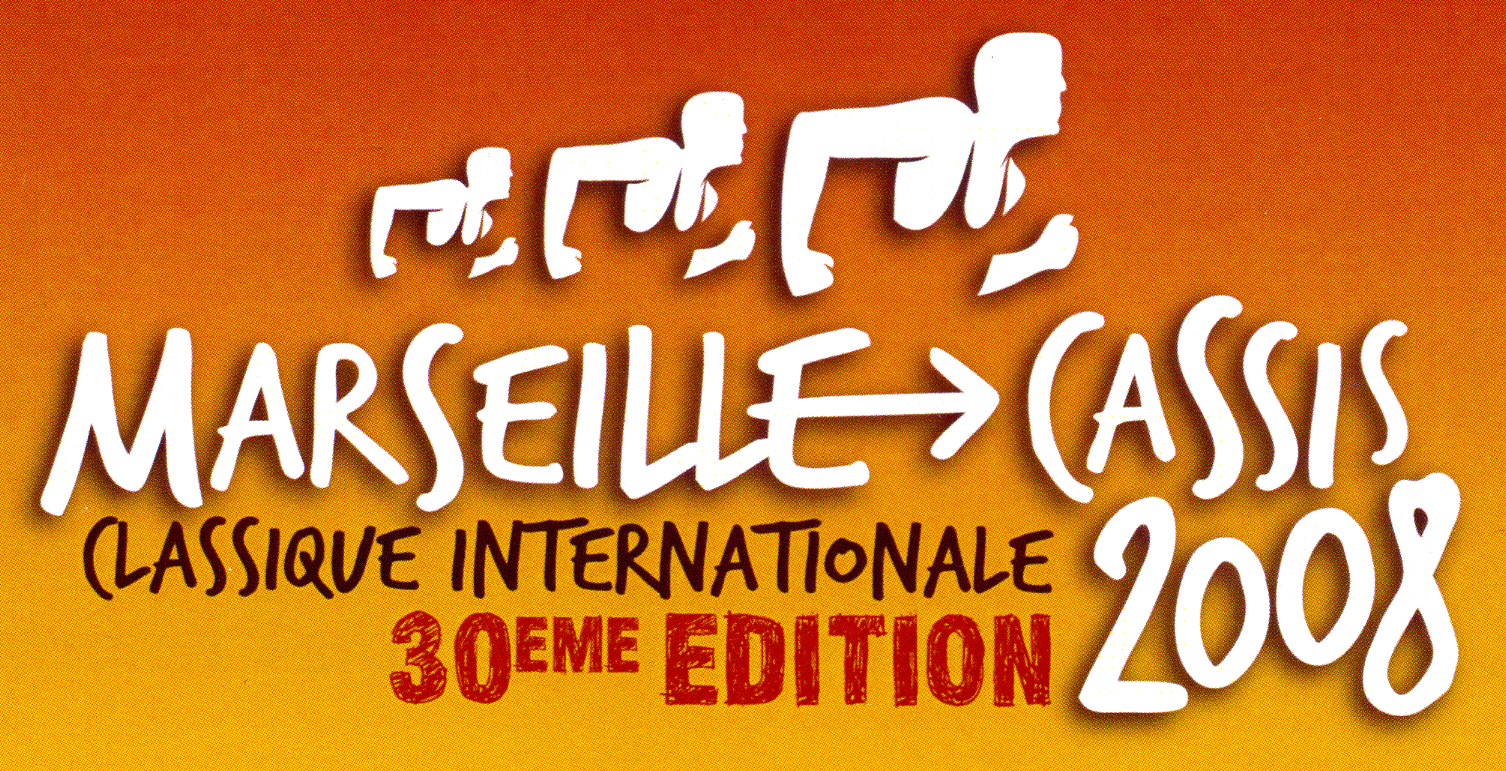 MARSEILLE → CASSIS
2008
CLASSIQUE INTERNATIONALE
30EME EDITION